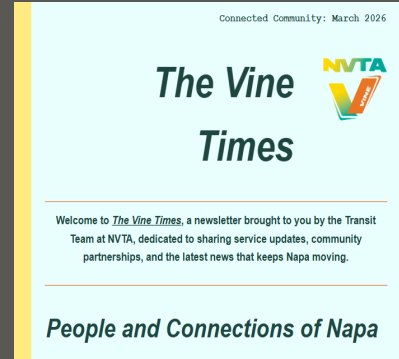 Connected Community: March 2026
The Vine
Times
NVTA
VINE
Welcome to The Vine Times, a newsletter brought to you by the Transit
Team at NVTA, dedicated to sharing service updates, community
partnerships, and the latest news that keeps Napa moving.
People and Connections of Napa